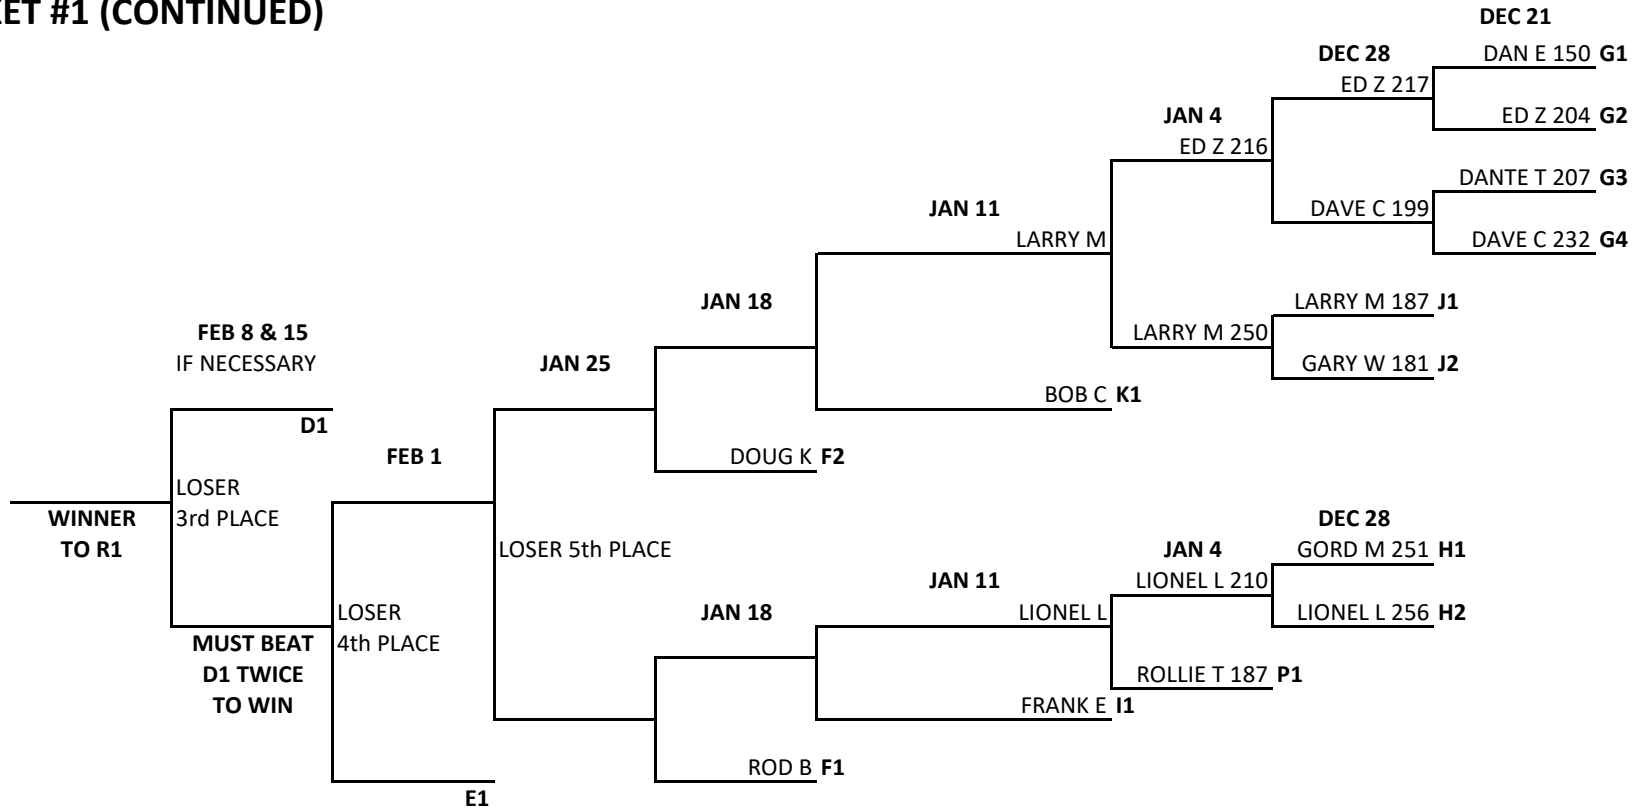 KET #1 (CONTINUED)
DEC 21
DEC 28
DAN E 150 G1
ED Z 217
JAN 4
ED Z 204 G2
ED Z 216
DANTE T 207 G3
JAN 11
DAVE C 199
LARRY M
DAVE C 232 G4
JAN 18
LARRY M 187 J1
FEB 8 & 15
LARRY M 250
IF NECESSARY
JAN 25
GARY W 181 J2
BOB C K1
D1
FEB 1
DOUG K F2
LOSER
WINNER
3rd PLACE
DEC 28
TO R1
LOSER 5th PLACE
JAN 4
GORD M 251 H1
JAN 11
LIONEL L 210
LOSER
JAN 18
LIONEL L
LIONEL L 256 H2
MUST BEAT
4th PLACE
D1 TWICE
ROLLIE T 187 P1
TO WIN
FRANK E I1
ROD B F1
E1